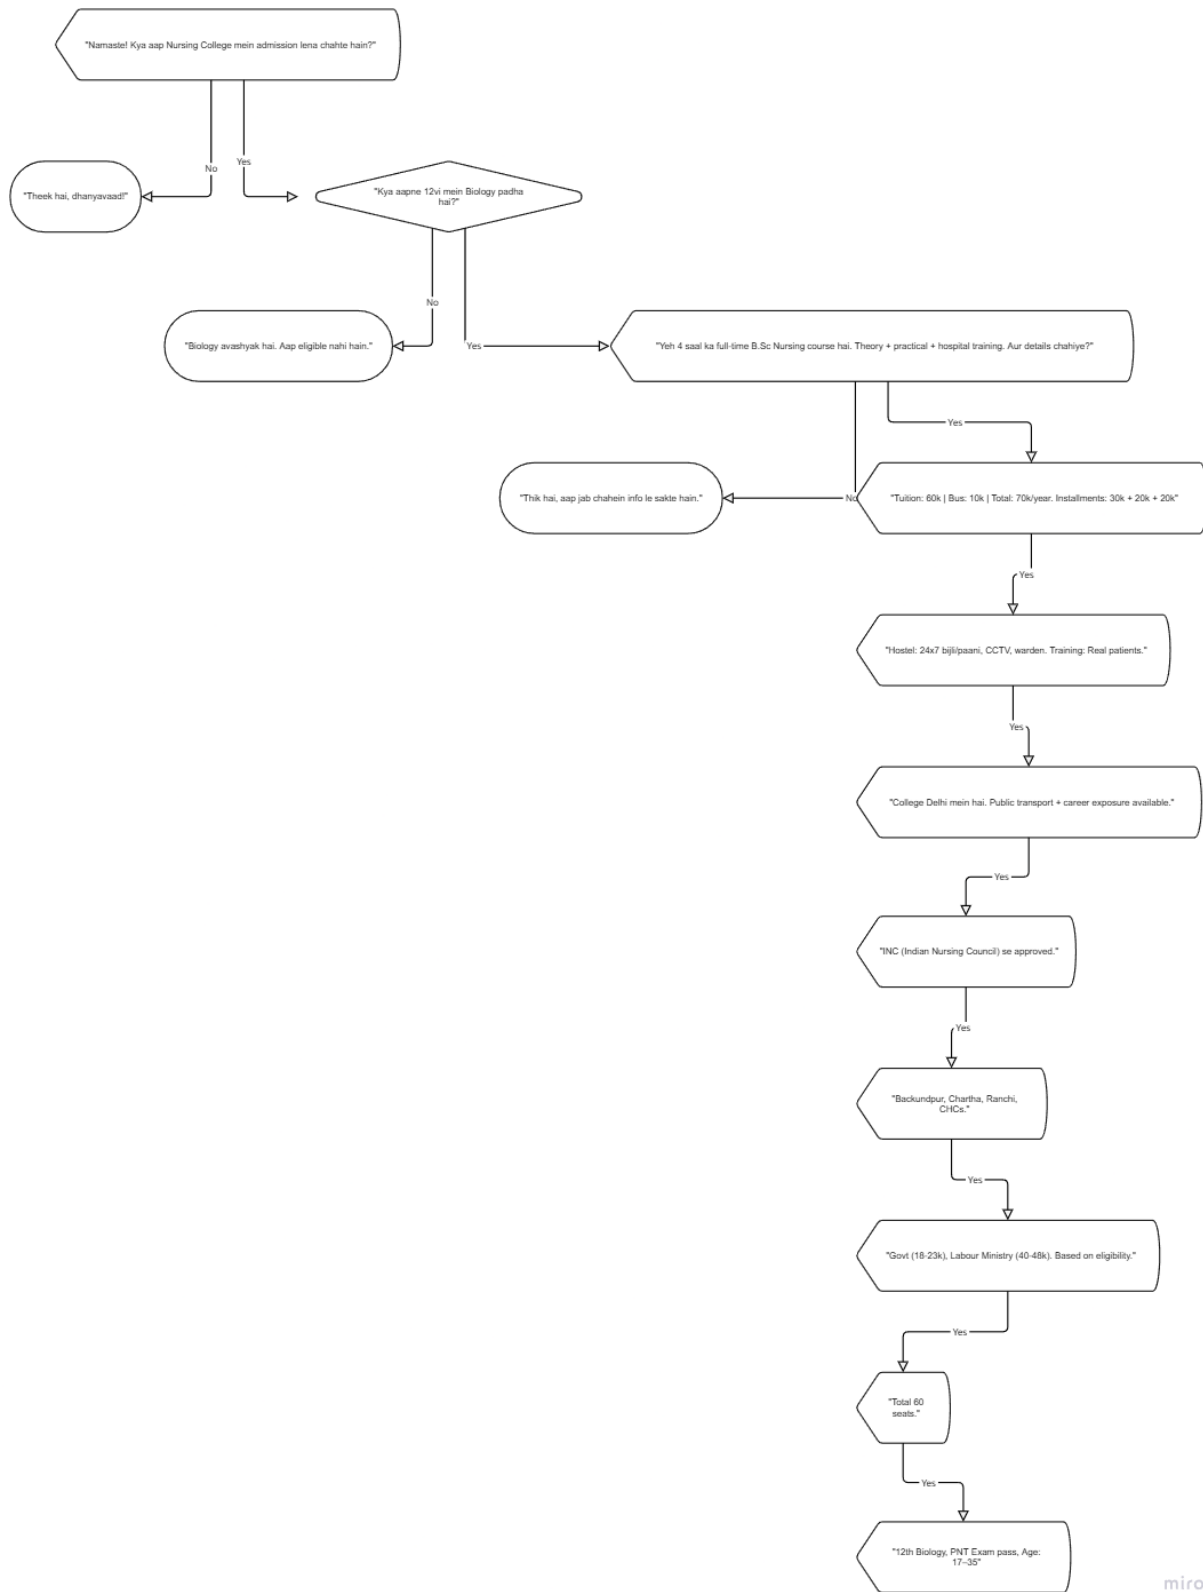 "Namaste! Kya aap Nursing College mein admission lena chahte hain?"
No
Yes
"Theek hai, dhanyavaad!"
"Kya aapne 12vi mein Biology padha
hai?"
No
"Biology avashyak hai. Aap eligible nahi hain."
Yes
"Yeh 4 saal ka full-time B.Sc Nursing course hai. Theory + practical + hospital training. Aur details chahiye?"
Yes
"Thik hai, aap jab chahein info le sakte hain."
No
"Tuition: 60k | Bus: 10k | Total: 70k/year. Installments: 30k + 20k + 20k"
Yes
"Hostel: 24x7 bijli/paani, CCTV, warden. Training: Real patients."
Yes
"College Delhi mein hai. Public transport + career exposure available."
Yes
"INC (Indian Nursing Council) se approved."
Yes
"Backundpur, Chartha, Ranchi,
CHCs."
Yes
"Govt (18-23k), Labour Ministry (40-48k). Based on eligibility."
Yes
"Total 60
seats."
Yes
"12th Biology, PNT Exam pass, Age:
17–35"
miro